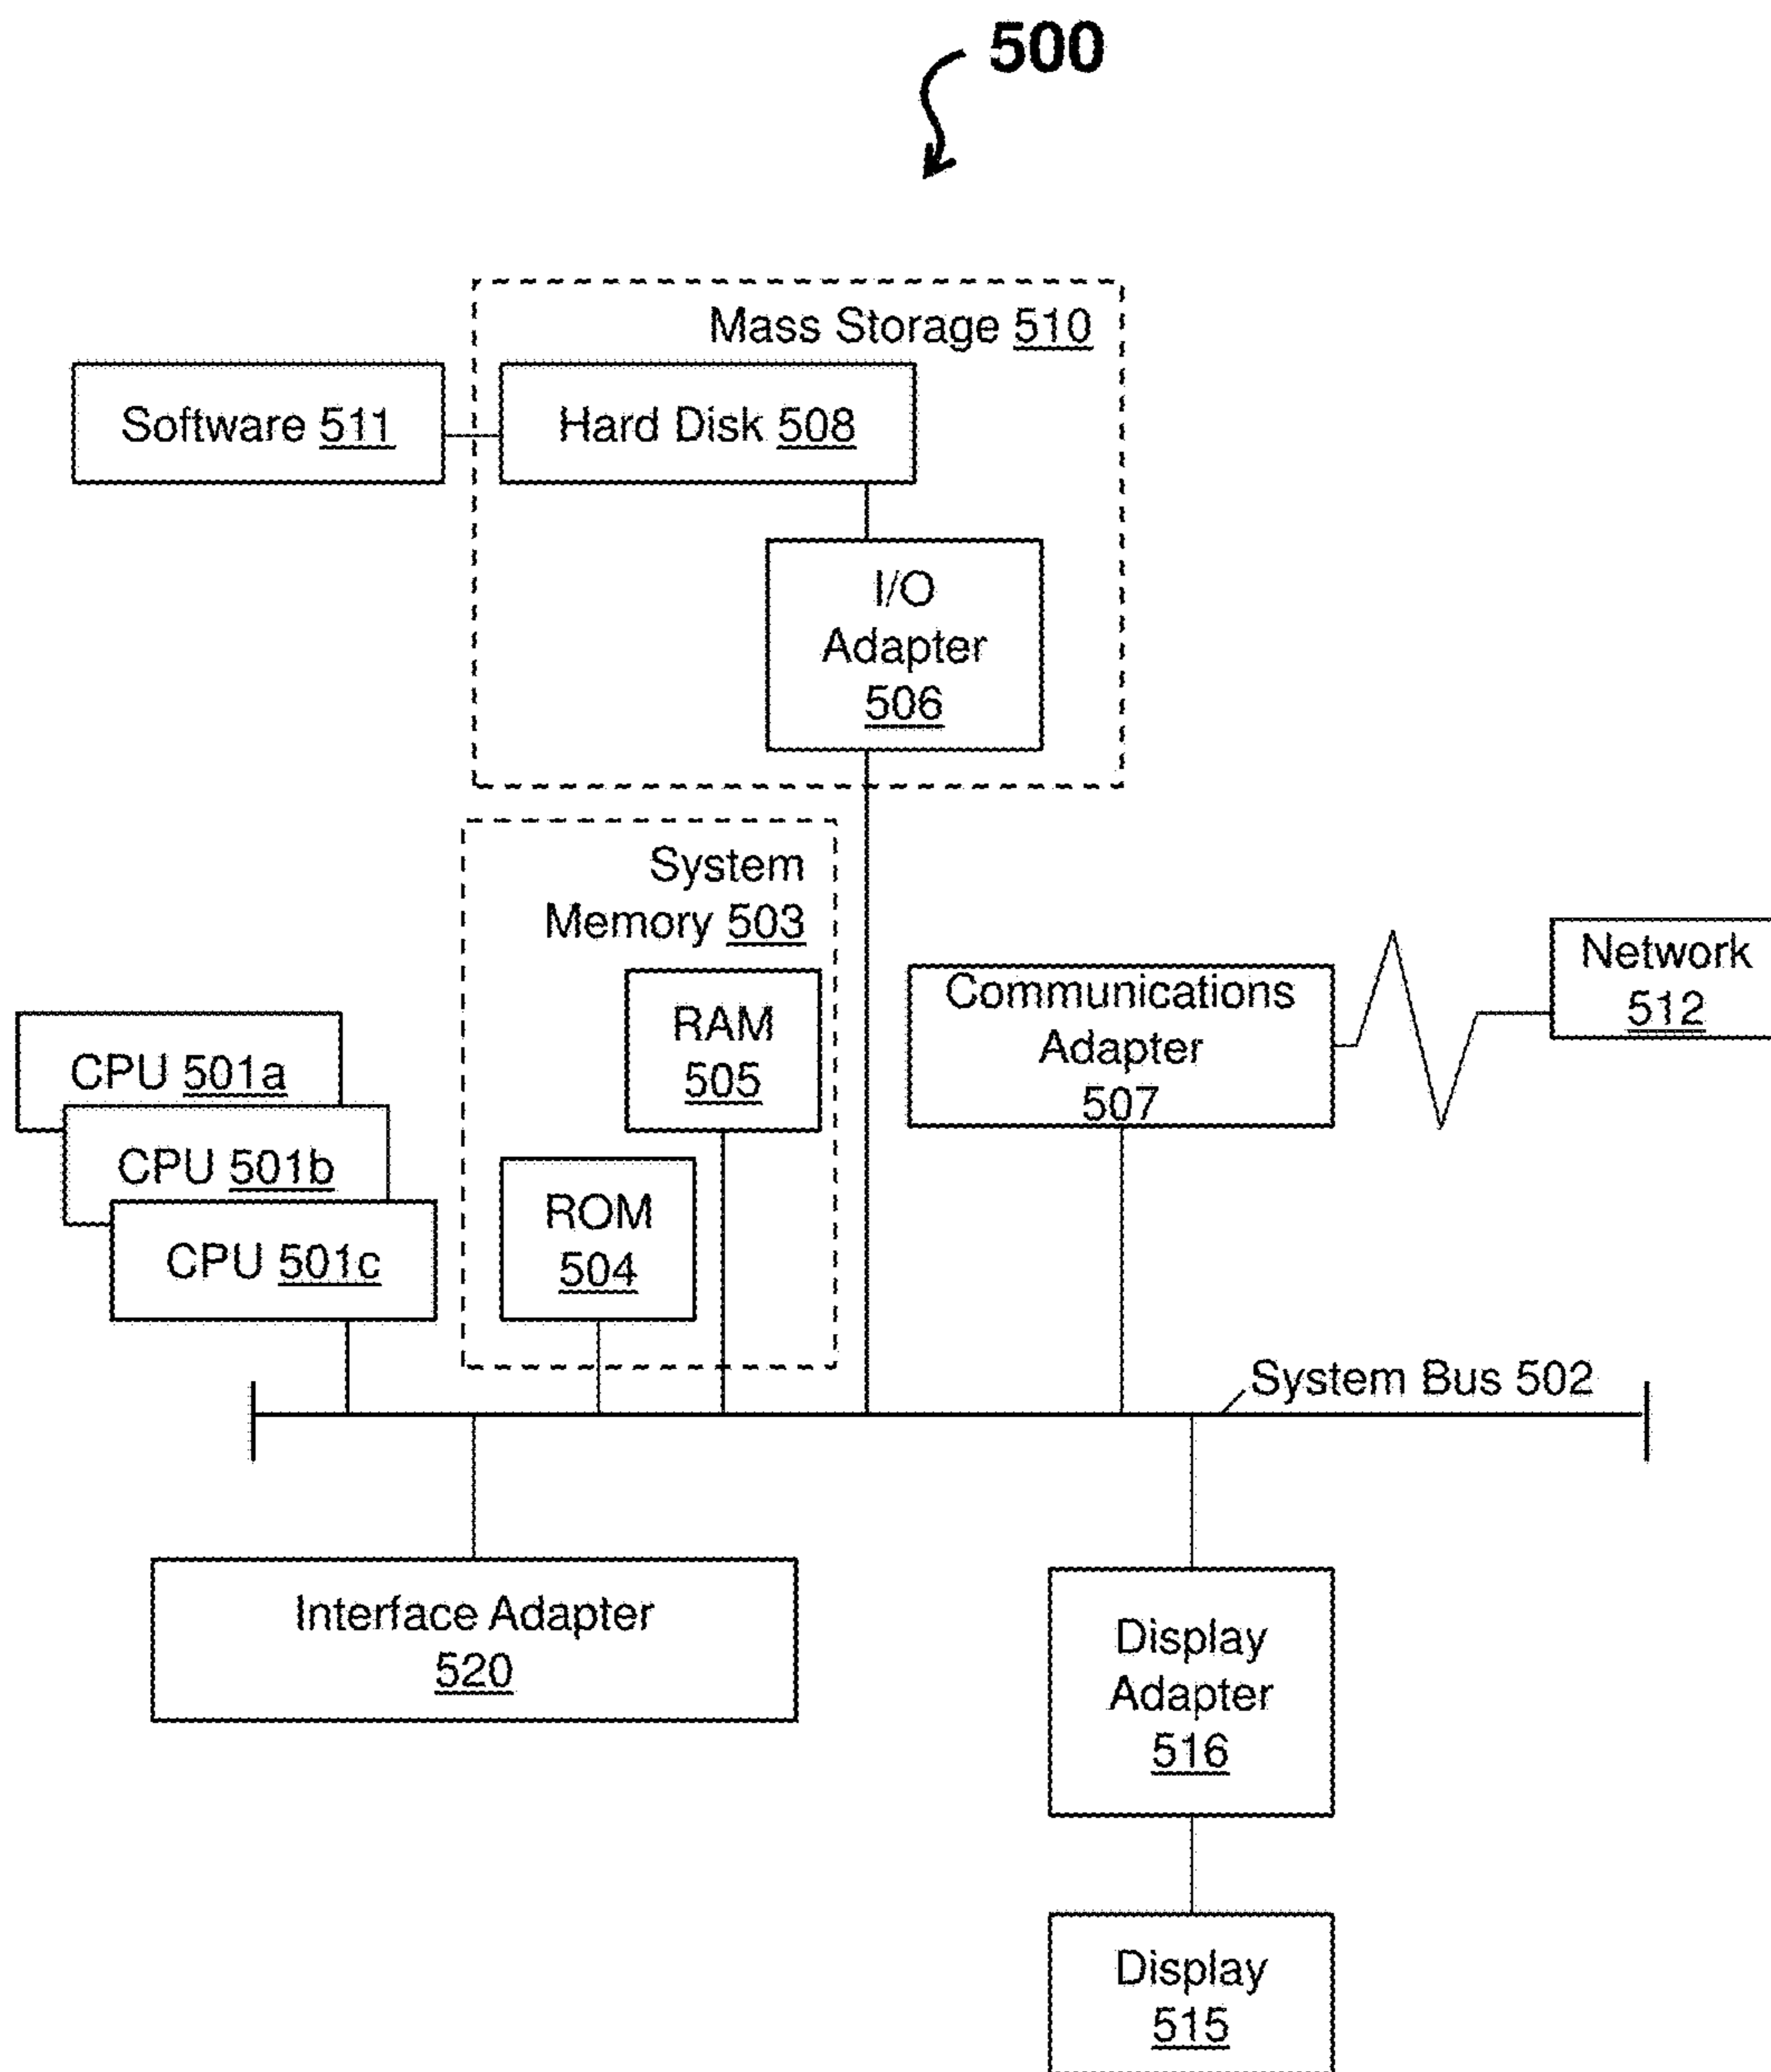 500
Mass Storage 510
Software 511
Hard Disk 508
I/O
Adapter
506
System
Memory 503
RAM
505
ROM
504
CPU 501a
CPU 501b
CPU 501c
Communications
Adapter
507
Network
512
System Bus 502
Interface Adapter
520
Display
Adapter
516
Display
515